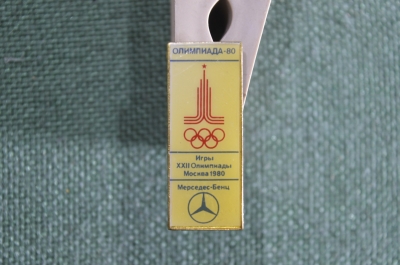 ОЛИМПИАДА-80
Игры
XXII Олимпиады
Москва 1980
Мерседес-Бенц